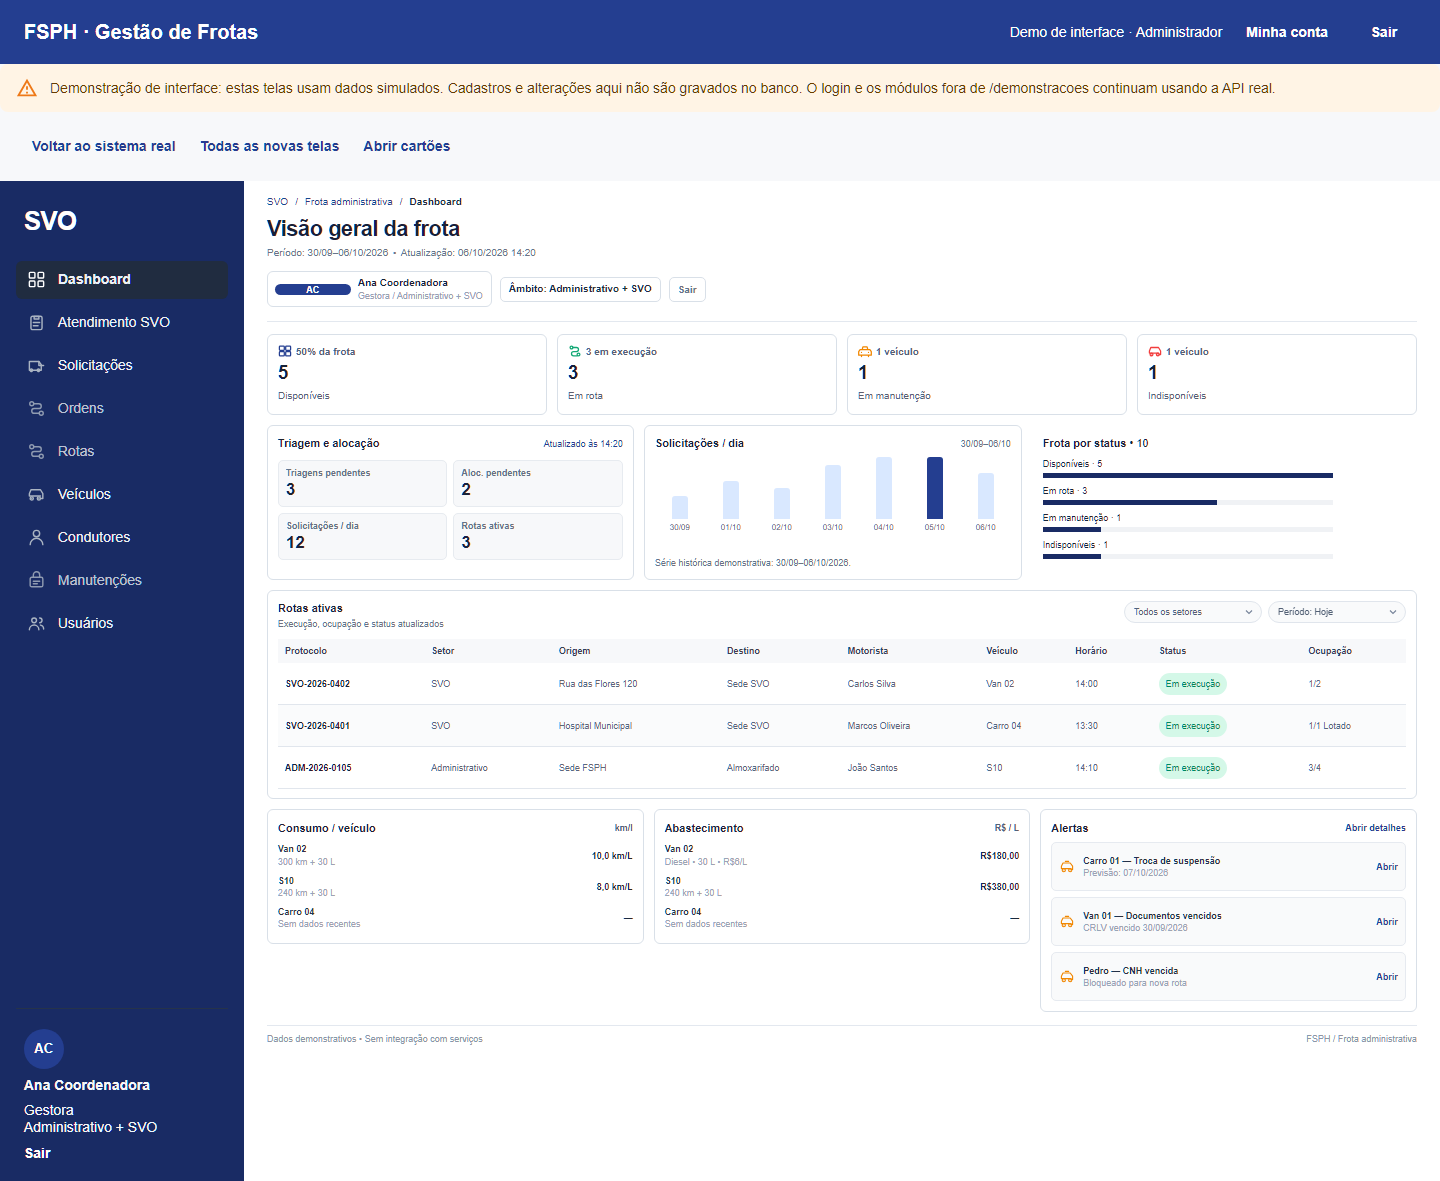 FSPH · Gestão de Frotas
Demo de interface · Administrador
Minha conta
Sair
Demonstração de interface: estas telas usam dados simulados. Cadastros e alterações aqui não são gravados no banco. O login e os módulos fora de /demonstracoes continuam usando a API real.
Voltar ao sistema real
Todas as novas telas
Abrir cartões
SVO
Dashboard
Atendimento SVO
Solicitações
Ordens
Rotas
Veículos
Condutores
Manutenções
Usuários
AC
Ana Coordenadora
Gestora
Administrativo + SVO
Sair
SVO / Frota administrativa / Dashboard
Visão geral da frota
Período: 30/09–06/10/2026 • Atualização: 06/10/2026 14:20
AC
Ana Coordenadora
Gestora / Administrativo + SVO
Âmbito: Administrativo + SVO
Sair
50% da frota
5
Disponíveis
3 em execução
3
Em rota
1 veículo
1
Em manutenção
1 veículo
1
Indisponíveis
Triagem e alocação
Atualizado às 14:20
Triagens pendentes
3
Aloc. pendentes
2
Solicitações / dia
12
Rotas ativas
3
Solicitações / dia
30/09–06/10
30/09 01/10 02/10 03/10 04/10 05/10 06/10
Série histórica demonstrativa: 30/09–06/10/2026.
Frota por status • 10
Disponíveis · 5
Em rota · 3
Em manutenção · 1
Indisponíveis · 1
Rotas ativas
Execução, ocupação e status atualizados
Todos os setores
Período: Hoje
Protocolo Setor Origem Destino Motorista Veículo Horário Status Ocupação
SVO-2026-0402 SVO Rua das Flores 120 Sede SVO Carlos Silva Van 02 14:00 Em execução 1/2
SVO-2026-0401 SVO Hospital Municipal Sede SVO Marcos Oliveira Carro 04 13:30 Em execução 1/1 Lotado
ADM-2026-0105 Administrativo Sede FSPH Almoxarifado João Santos S10 14:10 Em execução 3/4
Consumo / veículo
km/l
Van 02
300 km + 30 L
10,0 km/L
S10
240 km + 30 L
8,0 km/L
Carro 04
Sem dados recentes
—
Abastecimento
R$ / L
Van 02
Diesel • 30 L • R$6/L
R$180,00
S10
240 km + 30 L
R$380,00
Carro 04
Sem dados recentes
—
Alertas
Abrir detalhes
Carro 01 — Troca de suspensão
Previsão: 07/10/2026
Abrir
Van 01 — Documentos vencidos
CRLV vencido 30/09/2026
Abrir
Pedro — CNH vencida
Bloqueado para nova rota
Abrir
Dados demonstrativos • Sem integração com serviços
FSPH / Frota administrativa